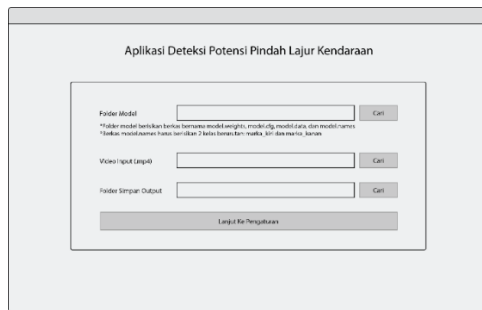 Aplikasi Deteksi Potensi Pindah Lajur Kendaraan
Folder Model Cari
*Folder model berisikan berkas bernama model.weights, model.cfg, model.data, dan model.names
*Berkas model.names harus berisikan 2 kelas berurutan: marka_kiri dan marka_kanan
Video Input (.mp4) Cari
Folder Simpan Output Cari
Lanjut Ke Pengaturan